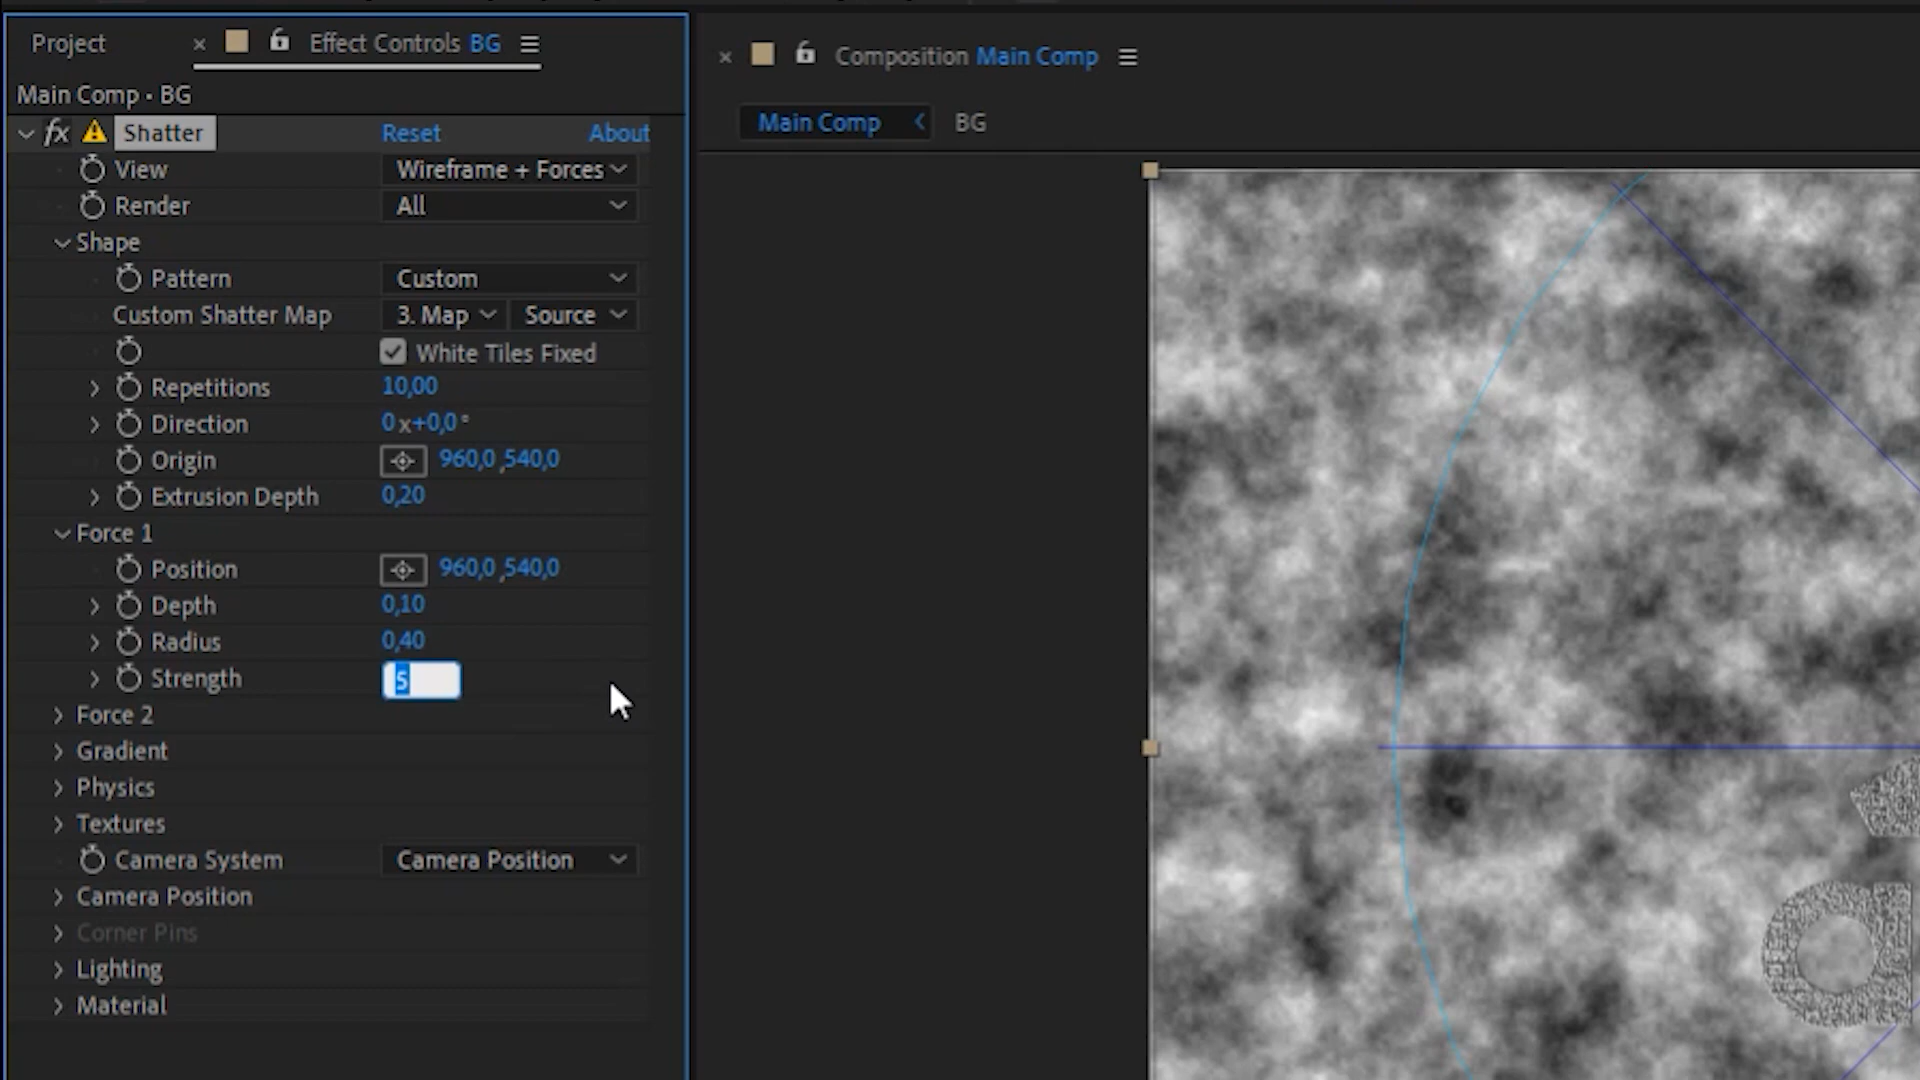 Project
Effect Controls BG
Main Comp • BG
fx Shatter Reset About
View Wireframe + Forces
Render All
Shape
Pattern Custom
Custom Shatter Map 3. Map Source
White Tiles Fixed
Repetitions 10,00
Direction 0x+0,0°
Origin 960,0 ,540,0
Extrusion Depth 0,20
Force 1
Position 960,0 ,540,0
Depth 0,10
Radius 0,40
Strength 5
Force 2
Gradient
Physics
Textures
Camera System Camera Position
Camera Position
Corner Pins
Lighting
Material
Composition Main Comp
Main Comp BG